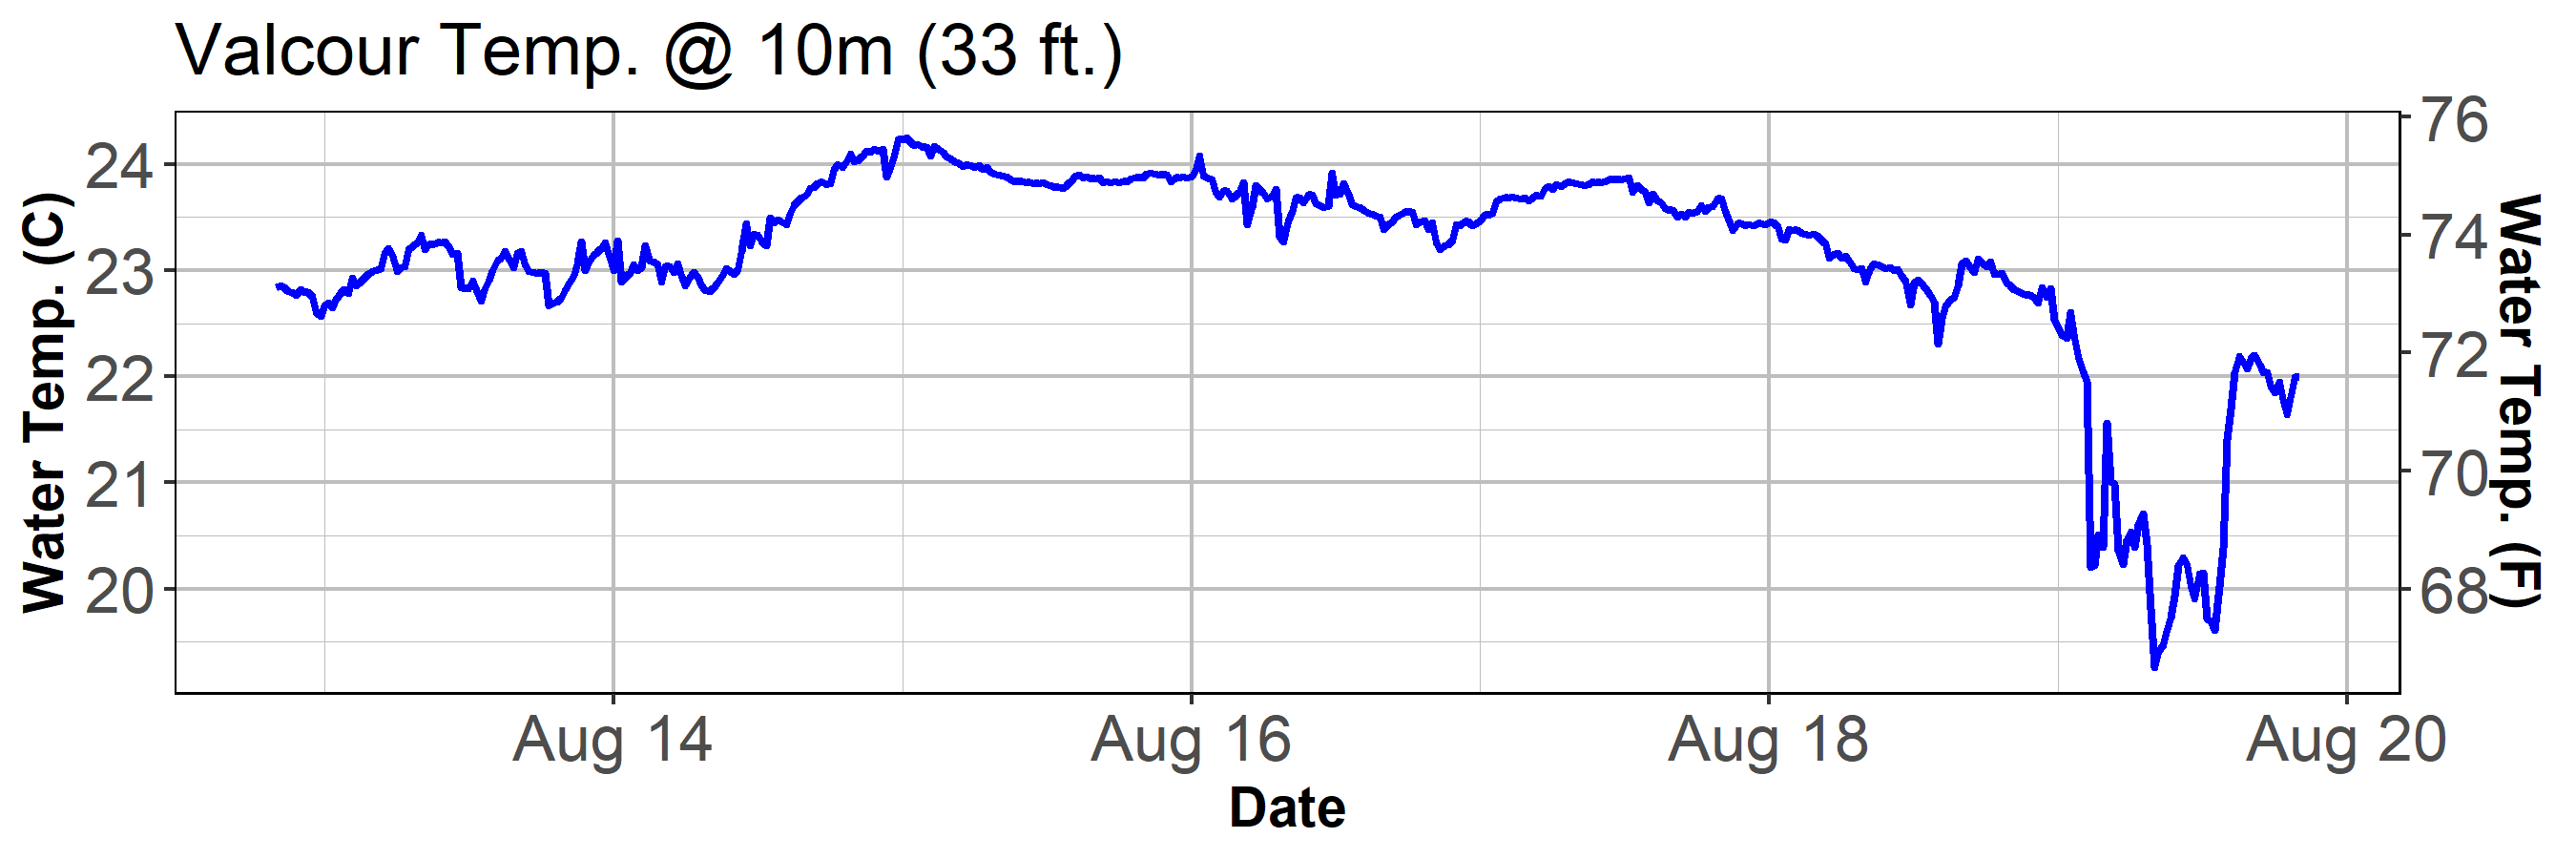 Valcour Temp. @ 10m (33 ft.)
Water Temp. (C)
24
23
22
21
20
76
74
72
70
68
Water Temp. (F)
Aug 14
Aug 16
Aug 18
Aug 20
Date